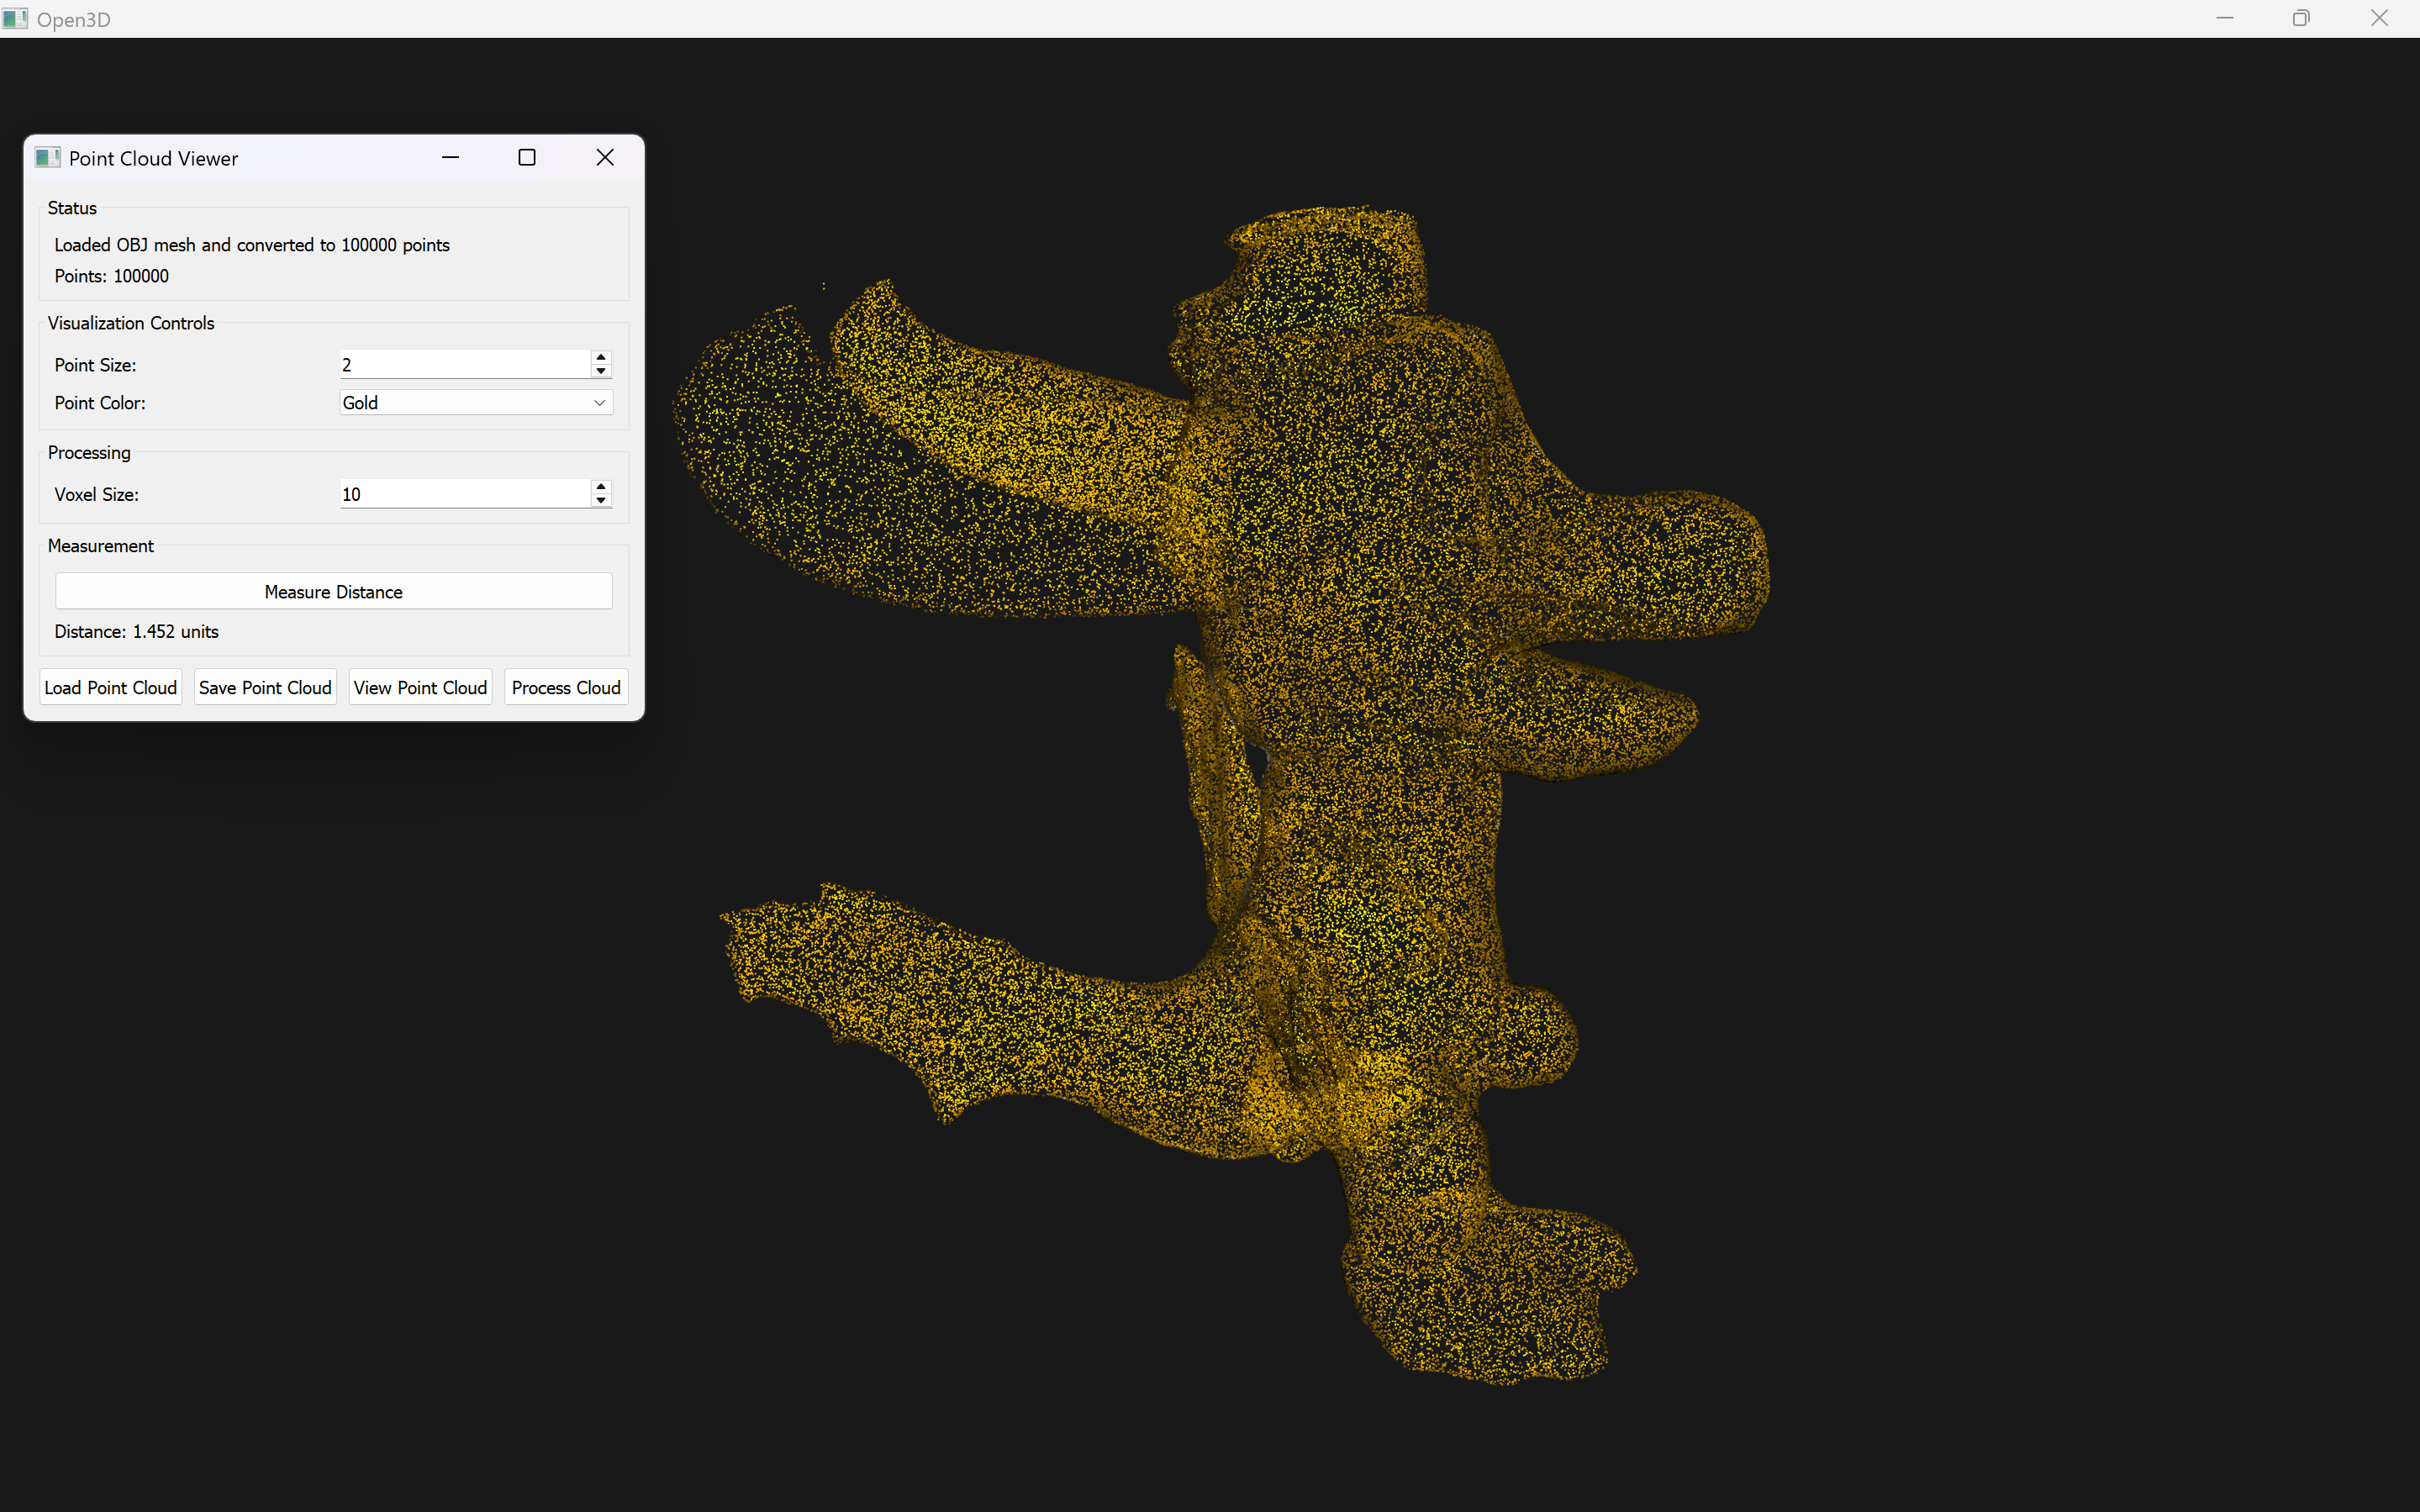 Open3D
Point Cloud Viewer
Status
Loaded OBJ mesh and converted to 100000 points
Points: 100000
Visualization Controls
Point Size: 2
Point Color: Gold
Processing
Voxel Size: 10
Measurement
Measure Distance
Distance: 1.452 units
Load Point Cloud Save Point Cloud View Point Cloud Process Cloud